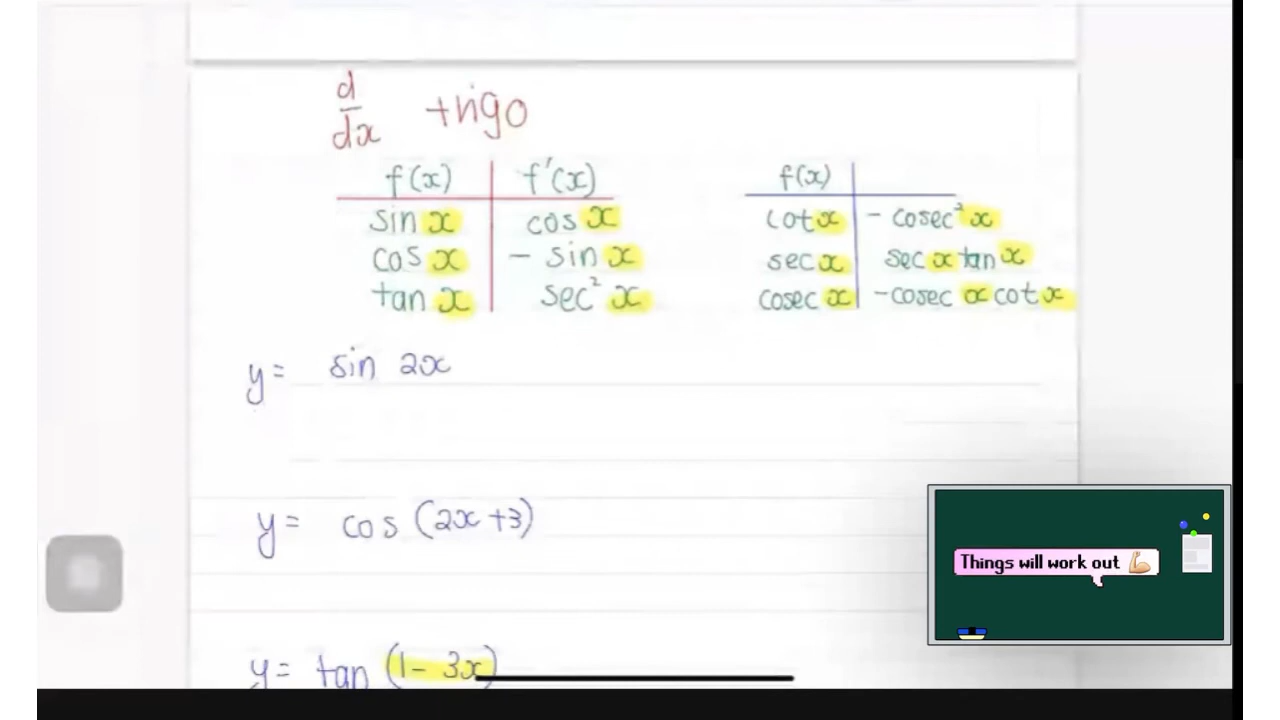 d/dx trigo
f(x) f'(x) f(x)
sin x cos x cot x - cosec² x
cos x - sin x sec x sec x tan x
tan x sec² x cosec x -cosec x cot x
y= sin 2x
y= cos (2x+3)
Things will work out 💪🏼
y= tan (1- 3x)